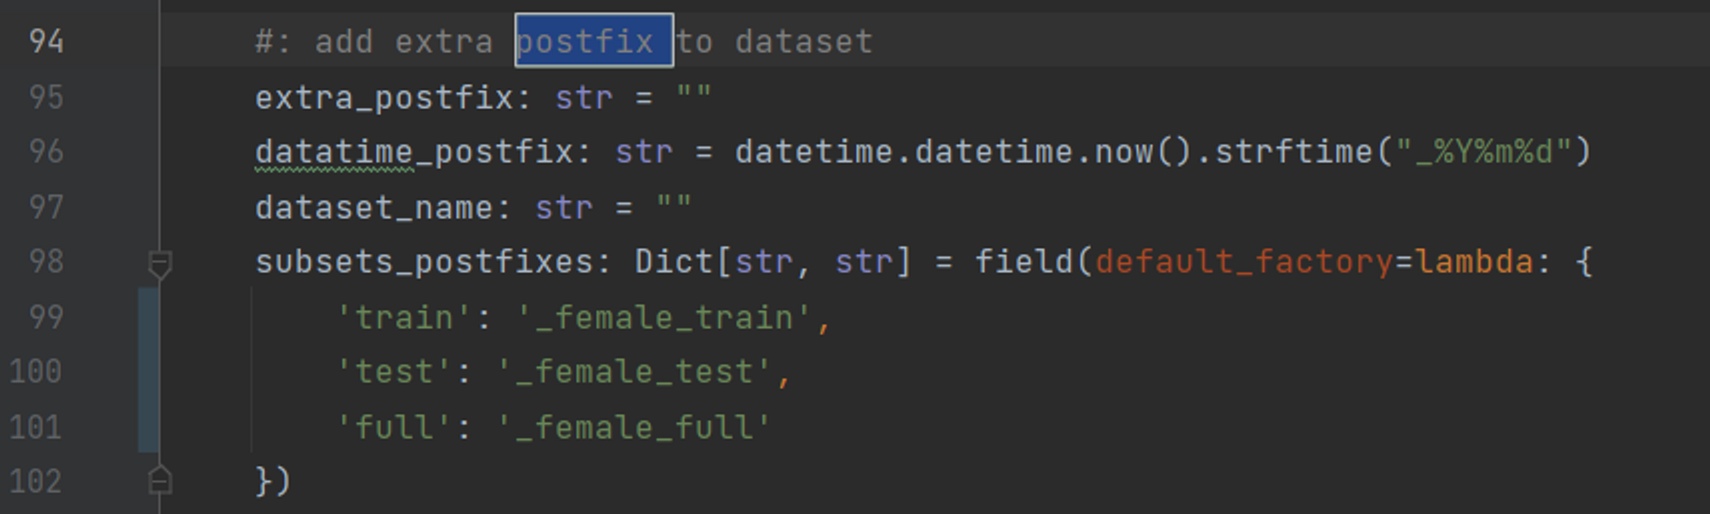 94 #: add extra postfix to dataset
95 extra_postfix: str = ""
96 datatime_postfix: str = datetime.datetime.now().strftime("_%Y%m%d")
97 dataset_name: str = ""
98 subsets_postfixes: Dict[str, str] = field(default_factory=lambda: {
99 'train': '_female_train',
100 'test': '_female_test',
101 'full': '_female_full'
102 })